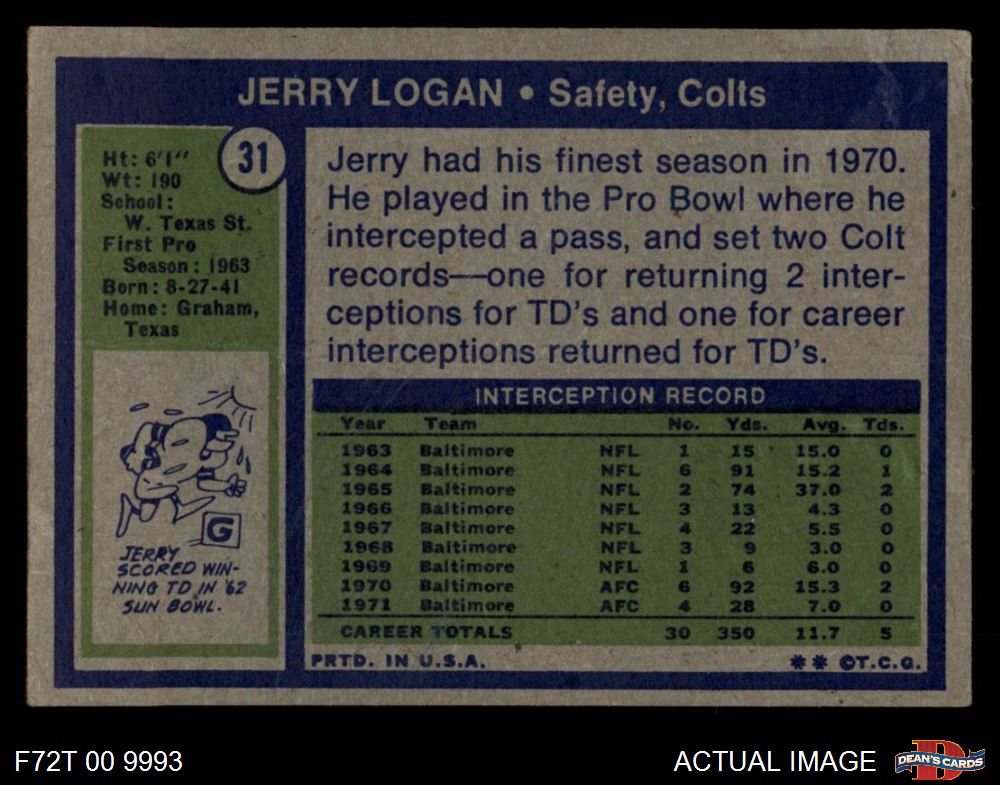 JERRY LOGAN • Safety, Colts
31
Ht: 6'1"
Wt: 190
School:
W. Texas St.
First Pro
Season: 1963
Born: 8-27-41
Home: Graham,
Texas
G
JERRY
SCORED WIN-
NING TD IN '62
SUN BOWL.
Jerry had his finest season in 1970.
He played in the Pro Bowl where he
intercepted a pass, and set two Colt
records—one for returning 2 inter-
ceptions for TD's and one for career
interceptions returned for TD's.
INTERCEPTION RECORD
Year Team No. Yds. Avg. Tds.
1963 Baltimore NFL 1 15 15.0 0
1964 Baltimore NFL 6 91 15.2 1
1965 Baltimore NFL 2 74 37.0 2
1966 Baltimore NFL 3 13 4.3 0
1967 Baltimore NFL 4 22 5.5 0
1968 Baltimore NFL 3 9 3.0 0
1969 Baltimore NFL 1 6 6.0 0
1970 Baltimore AFC 6 92 15.3 2
1971 Baltimore AFC 4 28 7.0 0
CAREER TOTALS 30 350 11.7 5
PRTD. IN U.S.A. ** ©T.C.G.
F72T 00 9993 ACTUAL IMAGE D DEAN'S CARDS